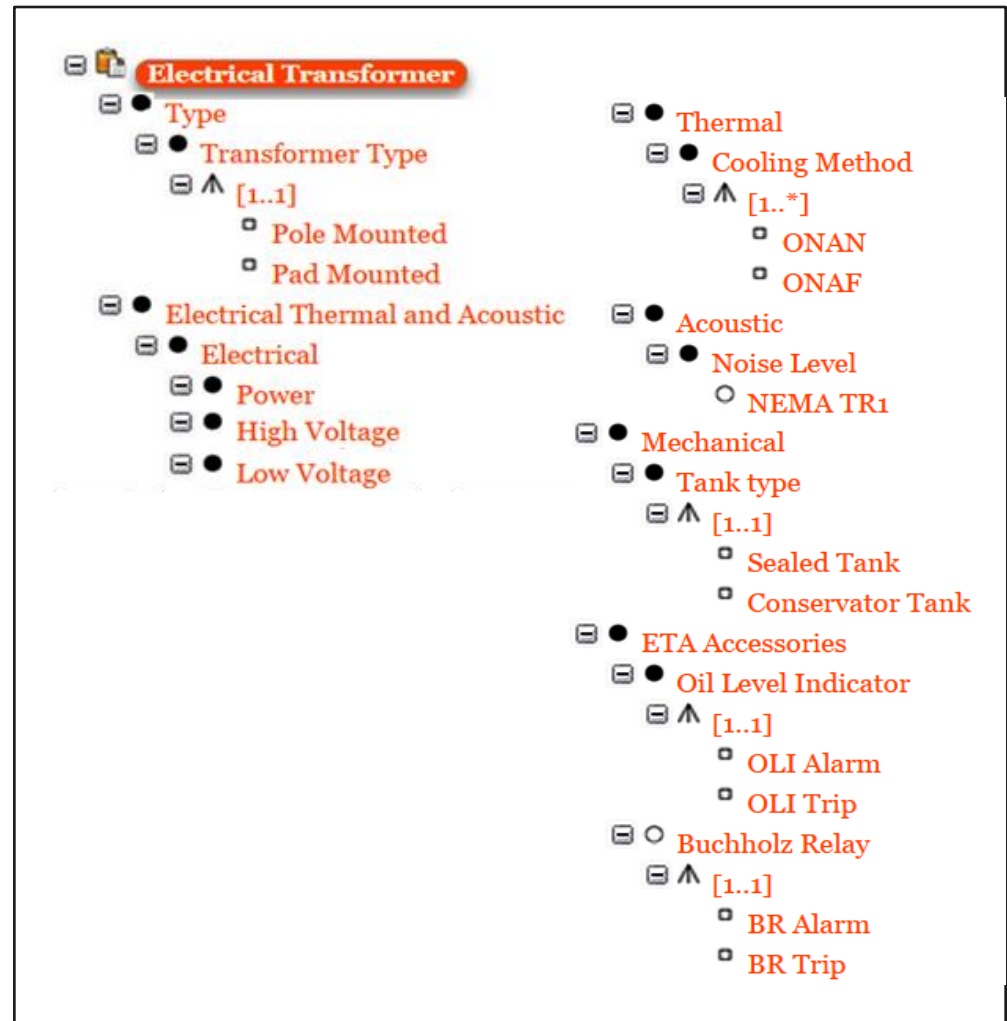 Electrical Transformer
Type
Transformer Type
[1..1]
Pole Mounted
Pad Mounted
Electrical Thermal and Acoustic
Electrical
Power
High Voltage
Low Voltage
Thermal
Cooling Method
[1..*]
ONAN
ONAF
Acoustic
Noise Level
NEMA TR1
Mechanical
Tank type
[1..1]
Sealed Tank
Conservator Tank
ETA Accessories
Oil Level Indicator
[1..1]
OLI Alarm
OLI Trip
Buchholz Relay
[1..1]
BR Alarm
BR Trip